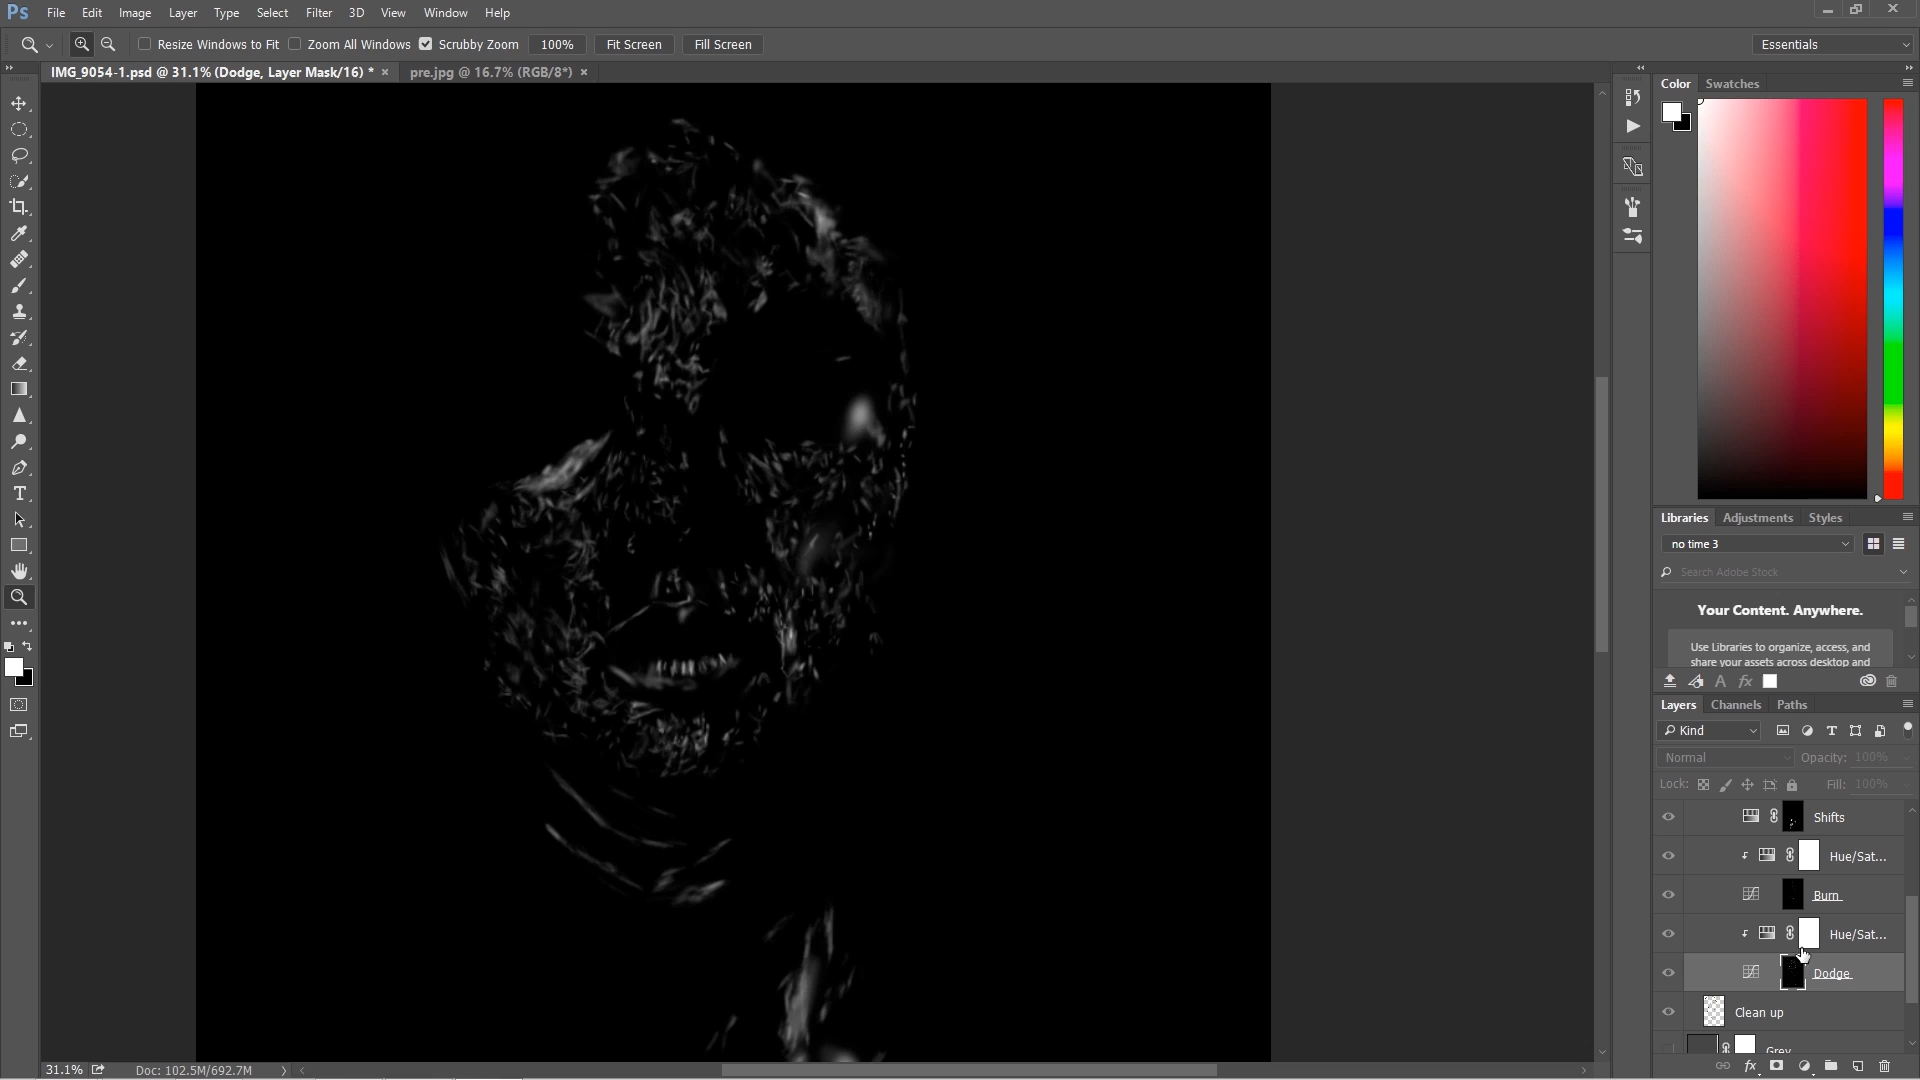 Ps File Edit Image Layer Type Select Filter 3D View Window Help
Resize Windows to Fit Zoom All Windows Scrubby Zoom 100% Fit Screen Fill Screen Essentials
IMG_9054-1.psd @ 31.1% (Dodge, Layer Mask/16) * × pre.jpg @ 16.7% (RGB/8*) ×
Color Swatches
Libraries Adjustments Styles
no time 3
Search Adobe Stock
Your Content. Anywhere.
Use Libraries to organize, access, and
share your assets across desktop and
Layers Channels Paths
Kind
Normal Opacity: 100%
Lock: Fill: 100%
Shifts
Hue/Sat...
Burn
Hue/Sat...
Dodge
Clean up
Grey
31.1% Doc: 102.5M/692.7M